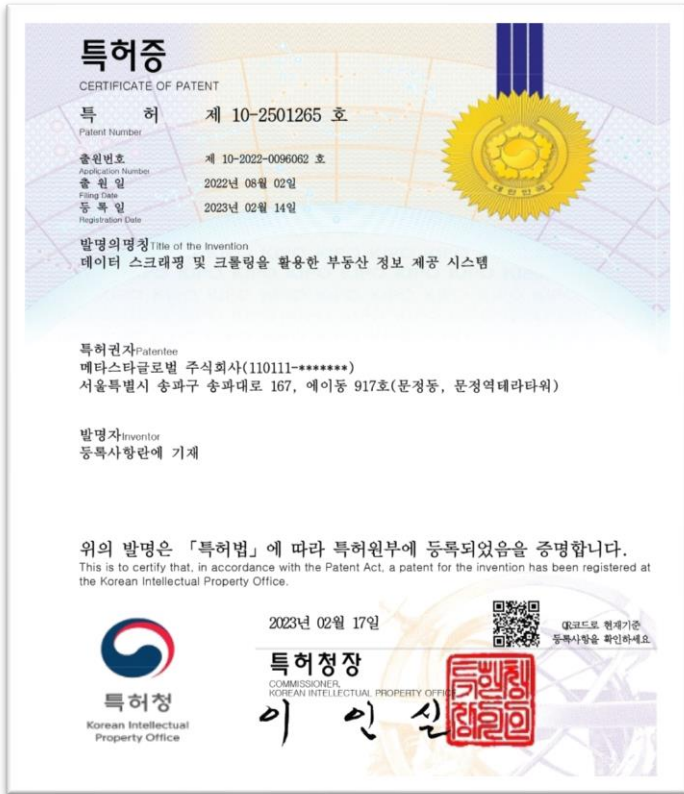 특허증
CERTIFICATE OF PATENT
특 허 제 10-2501265 호
Patent Number
출원번호 제 10-2022-0096062 호
Application Number
출 원 일 2022년 08월 02일
Filing Date
등 록 일 2023년 02월 14일
Registration Date
발명의명칭 Title of the Invention
데이터 스크래핑 및 크롤링을 활용한 부동산 정보 제공 시스템
특허권자 Patentee
메타스타글로벌 주식회사(110111-*******)
서울특별시 송파구 송파대로 167, 에이동 917호(문정동, 문정역테라타워)
발명자 Inventor
등록사항란에 기재
위의 발명은 「특허법」에 따라 특허원부에 등록되었음을 증명합니다.
This is to certify that, in accordance with the Patent Act, a patent for the invention has been registered at
the Korean Intellectual Property Office.
2023년 02월 17일
QR코드로 현재기준
등록사항을 확인하세요
특허청장
COMMISSIONER,
KOREAN INTELLECTUAL PROPERTY OFFICE
이 인 실
특허청
Korean Intellectual
Property Office